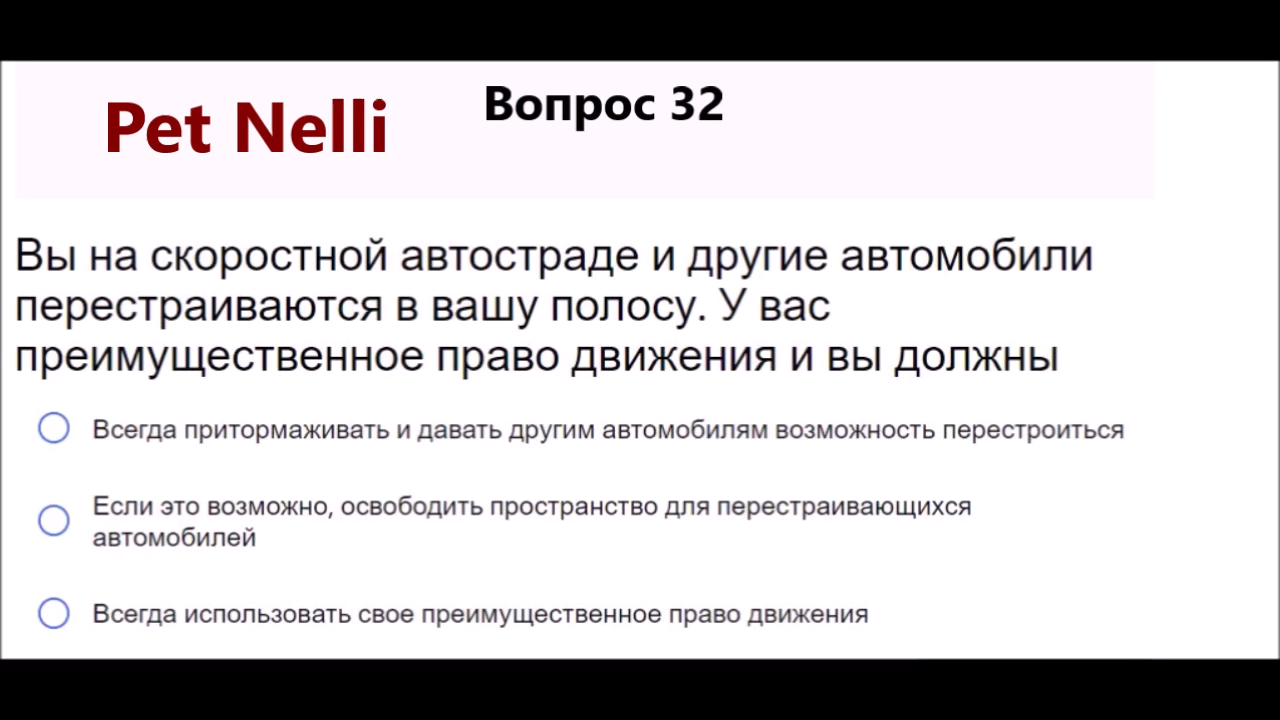 Pet Nelli
Вопрос 32
Вы на скоростной автостраде и другие автомобили
перестраиваются в вашу полосу. У вас
преимущественное право движения и вы должны
Всегда притормаживать и давать другим автомобилям возможность перестроиться
Если это возможно, освободить пространство для перестраивающихся
автомобилей
Всегда использовать свое преимущественное право движения